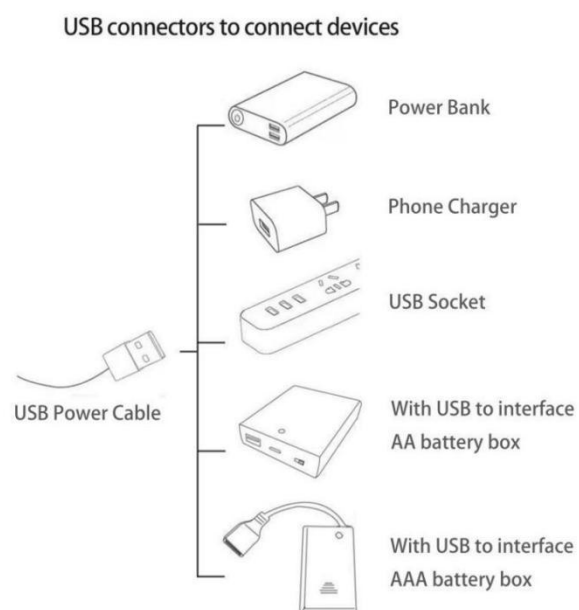 USB connectors to connect devices
Power Bank
Phone Charger
USB Socket
USB Power Cable
With USB to interface
AA battery box
With USB to interface
AAA battery box